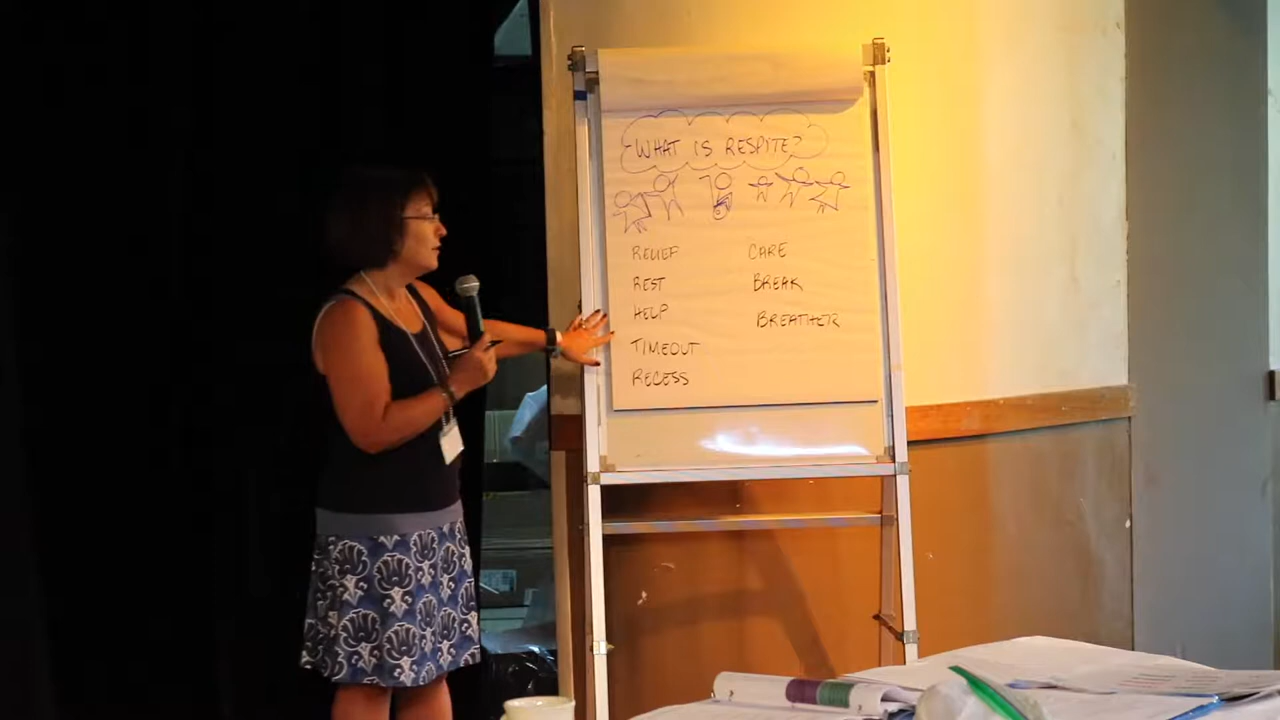 WHAT IS RESPITE?
RELIEF
REST
HELP
TIMEOUT
RECESS
CARE
BREAK
BREATHER